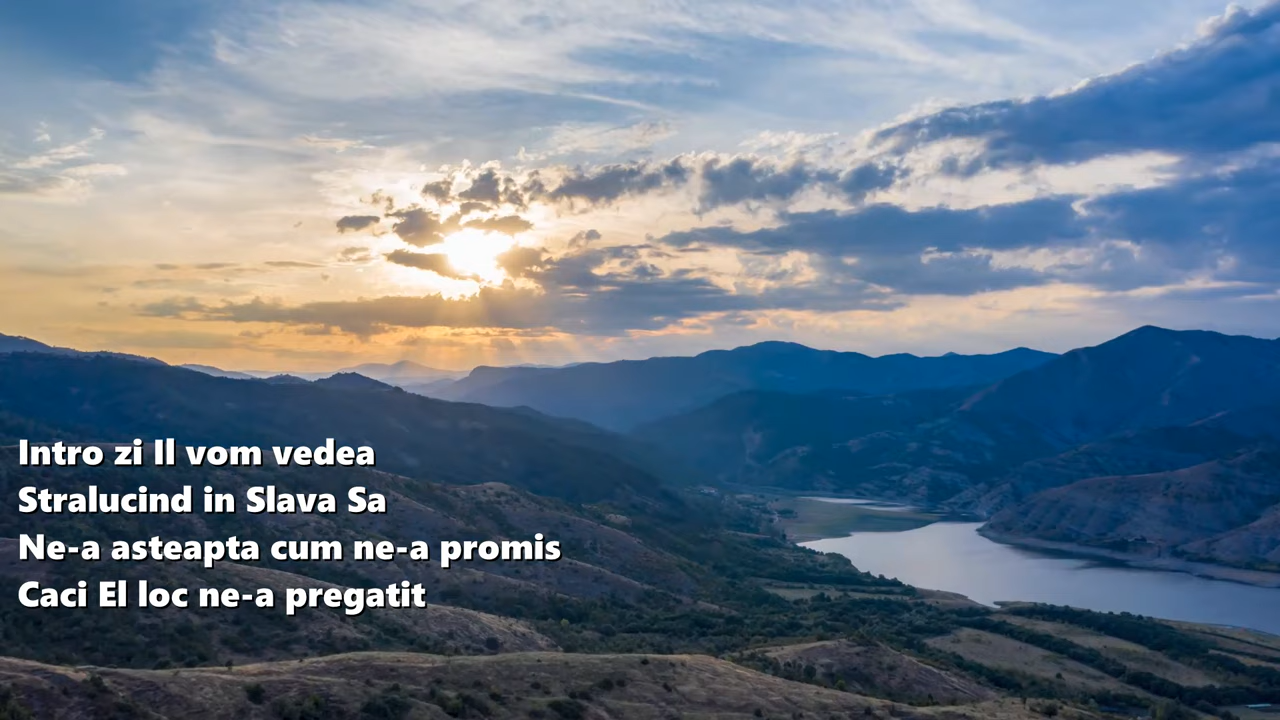 Intro zi Il vom vedea
Stralucind in Slava Sa
Ne-a asteapta cum ne-a promis
Caci El loc ne-a pregatit